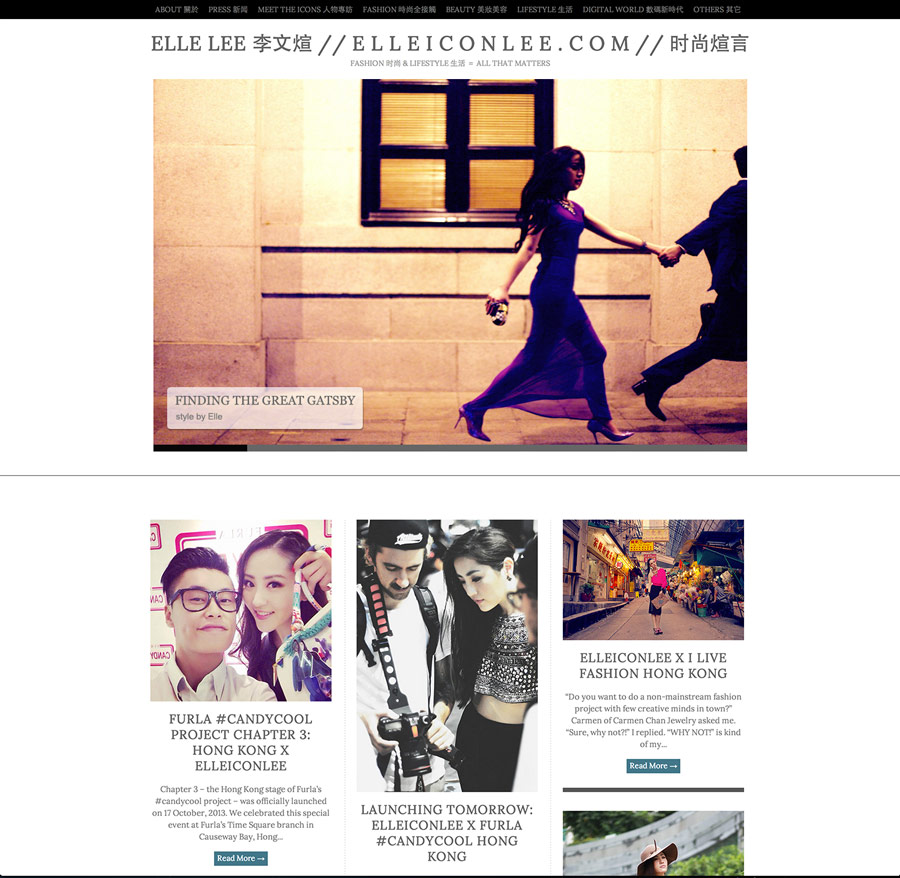 ABOUT 關於 PRESS 新闻 MEET THE ICONS 人物專訪 FASHION 時尚全接觸 BEAUTY 美妝美容 LIFESTYLE 生活 DIGITAL WORLD 數碼新時代 OTHERS 其它
ELLE LEE 李文煊 // E L L E I C O N L E E . C O M // 时尚煊言
FASHION 时尚 & LIFESTYLE 生活 = ALL THAT MATTERS
FINDING THE GREAT GATSBY
style by Elle
FURLA #CANDYCOOL
PROJECT CHAPTER 3:
HONG KONG X
ELLEICONLEE
Chapter 3 – the Hong Kong stage of Furla's
#candycool project – was officially launched
on 17 October, 2013. We celebrated this special
event at Furla's Time Square branch in
Causeway Bay, Hong...
Read More →
LAUNCHING TOMORROW:
ELLEICONLEE X FURLA
#CANDYCOOL HONG
KONG
ELLEICONLEE X I LIVE
FASHION HONG KONG
"Do you want to do a non-mainstream fashion
project with few creative minds in town?"
Carmen of Carmen Chan Jewelry asked me.
"Sure, why not?!" I replied. "WHY NOT!" is kind
of my...
Read More →